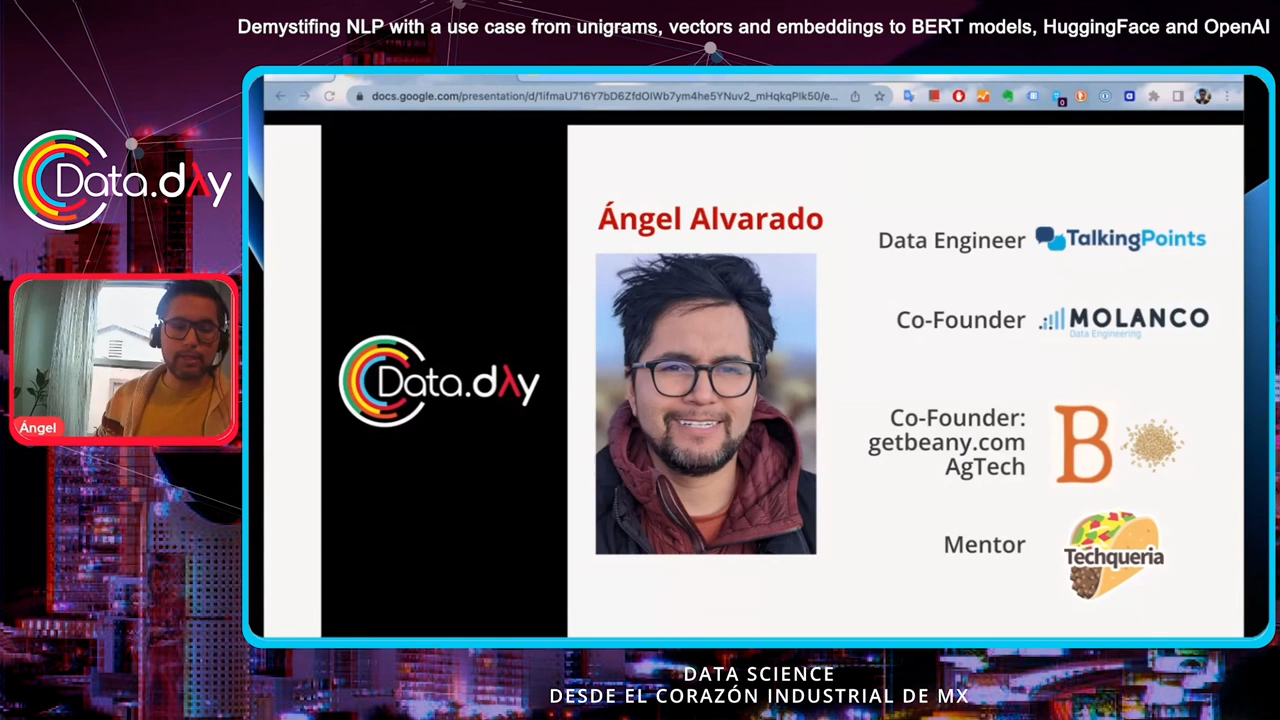 Demystifing NLP with a use case from unigrams, vectors and embeddings to BERT models, HuggingFace and OpenAI
docs.google.com/presentation/d/1ifmaU716Y7bD6ZfdOIWb7ym4he5YNuv2_mHqkqPlk50/e...
Data.dλy
Ángel
Data.dλy
Ángel Alvarado
Data Engineer TalkingPoints
Co-Founder MOLANCO
Data Engineering
Co-Founder:
getbeany.com
AgTech
B
Mentor
Techqueria
DATA SCIENCE
DESDE EL CORAZÓN INDUSTRIAL DE MX